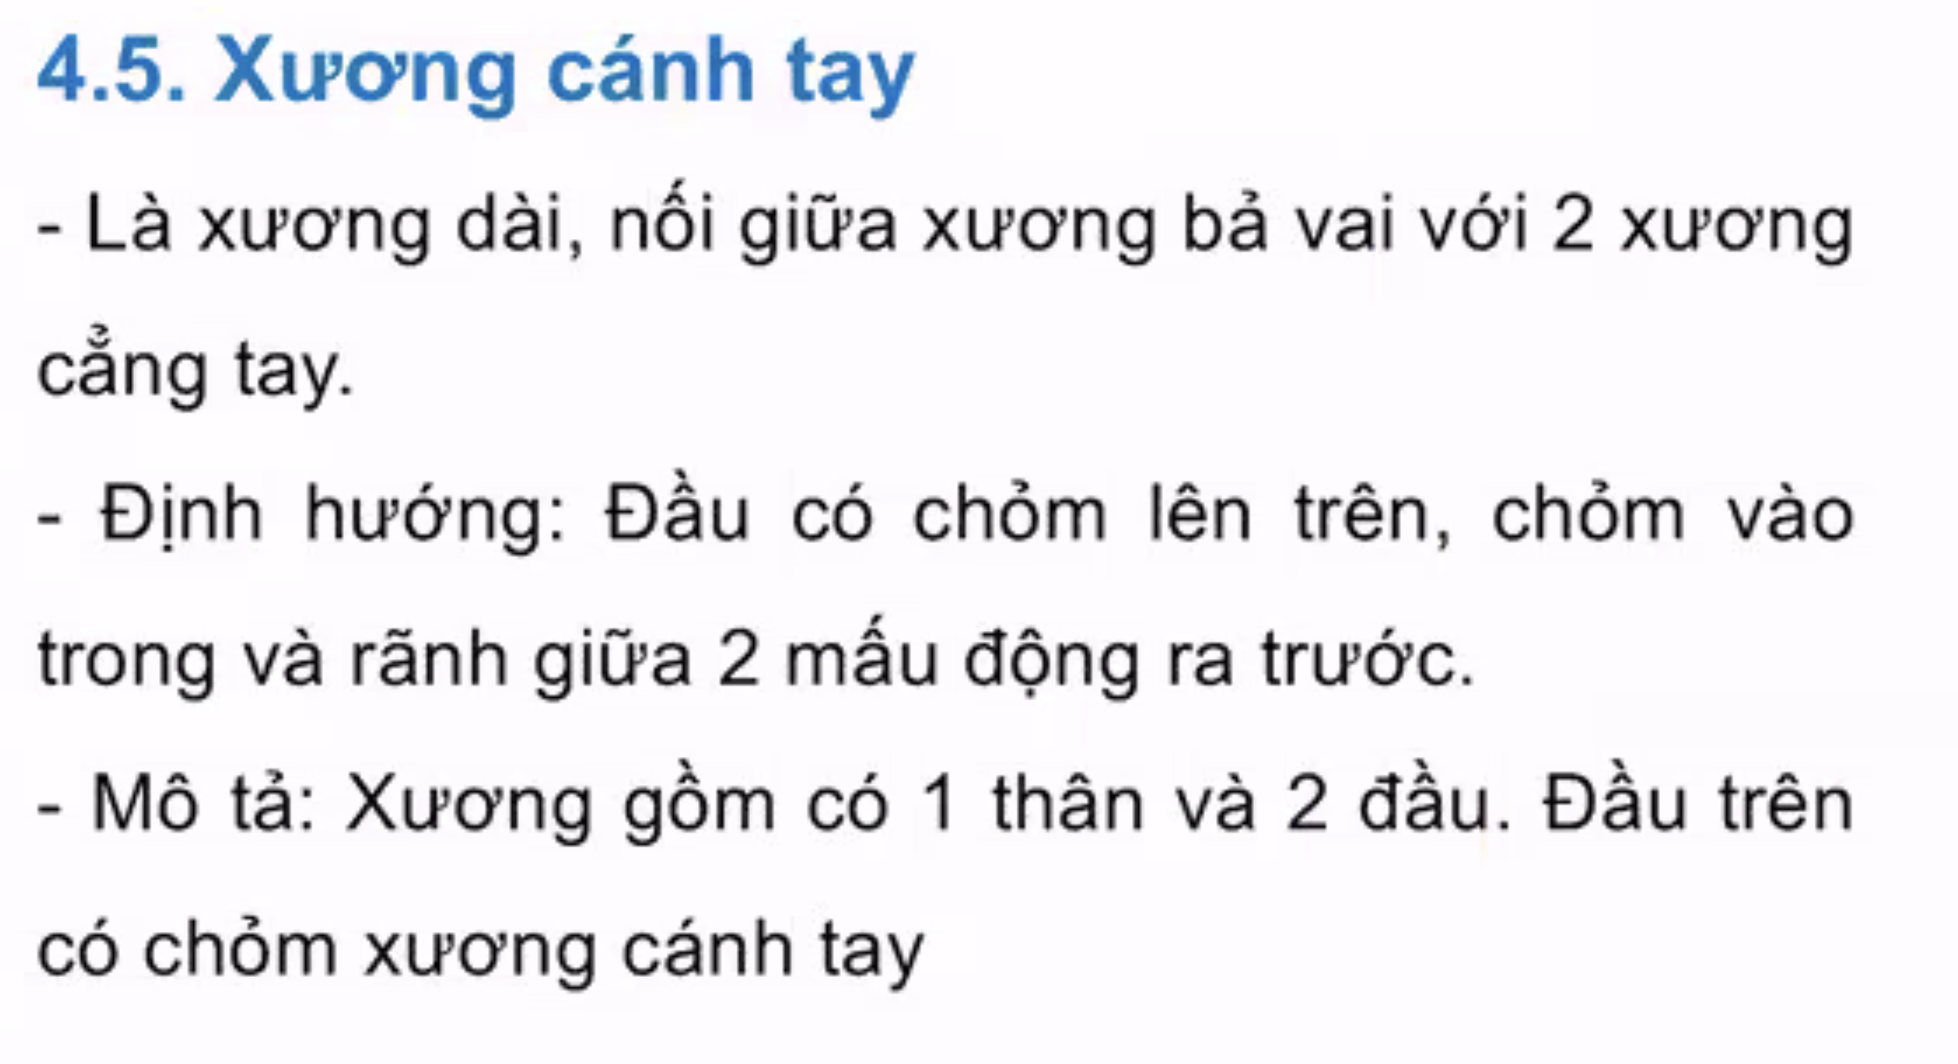 4.5. Xương cánh tay
- Là xương dài, nối giữa xương bả vai với 2 xương
cẳng tay.
- Định hướng: Đầu có chỏm lên trên, chỏm vào
trong và rãnh giữa 2 mấu động ra trước.
- Mô tả: Xương gồm có 1 thân và 2 đầu. Đầu trên
có chỏm xương cánh tay